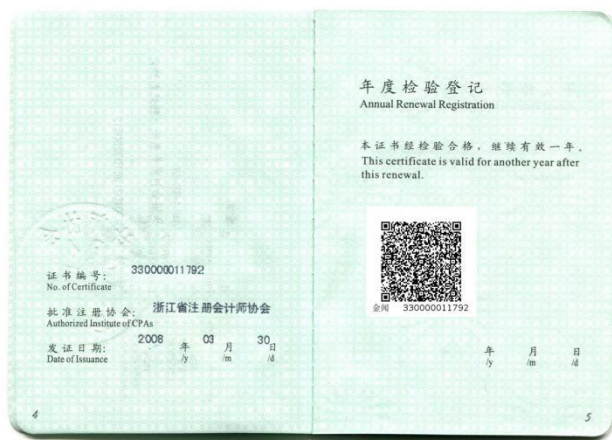 证书编号: 330000011792
No. of Certificate
批准注册协会: 浙江省注册会计师协会
Authorized Institute of CPAs
发证日期: 2008 年 03 月 30 日
Date of Issuance /y /m /d
4
年度检验登记
Annual Renewal Registration
本证书经检验合格，继续有效一年。
This certificate is valid for another year after
this renewal.
330000011792
年 月 日
/y /m /d
5